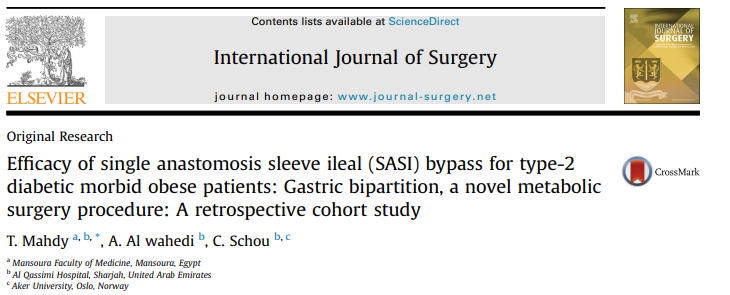 Contents lists available at ScienceDirect
International Journal of Surgery
journal homepage: www.journal-surgery.net
ELSEVIER
INTERNATIONAL
JOURNAL OF
SURGERY
Original Research
Efficacy of single anastomosis sleeve ileal (SASI) bypass for type-2
diabetic morbid obese patients: Gastric bipartition, a novel metabolic
surgery procedure: A retrospective cohort study
CrossMark
T. Mahdy a, b, *, A. Al wahedi b, C. Schou b, c
a Mansoura Faculty of Medicine, Mansoura, Egypt
b Al Qassimi Hospital, Sharjah, United Arab Emirates
c Aker University, Oslo, Norway